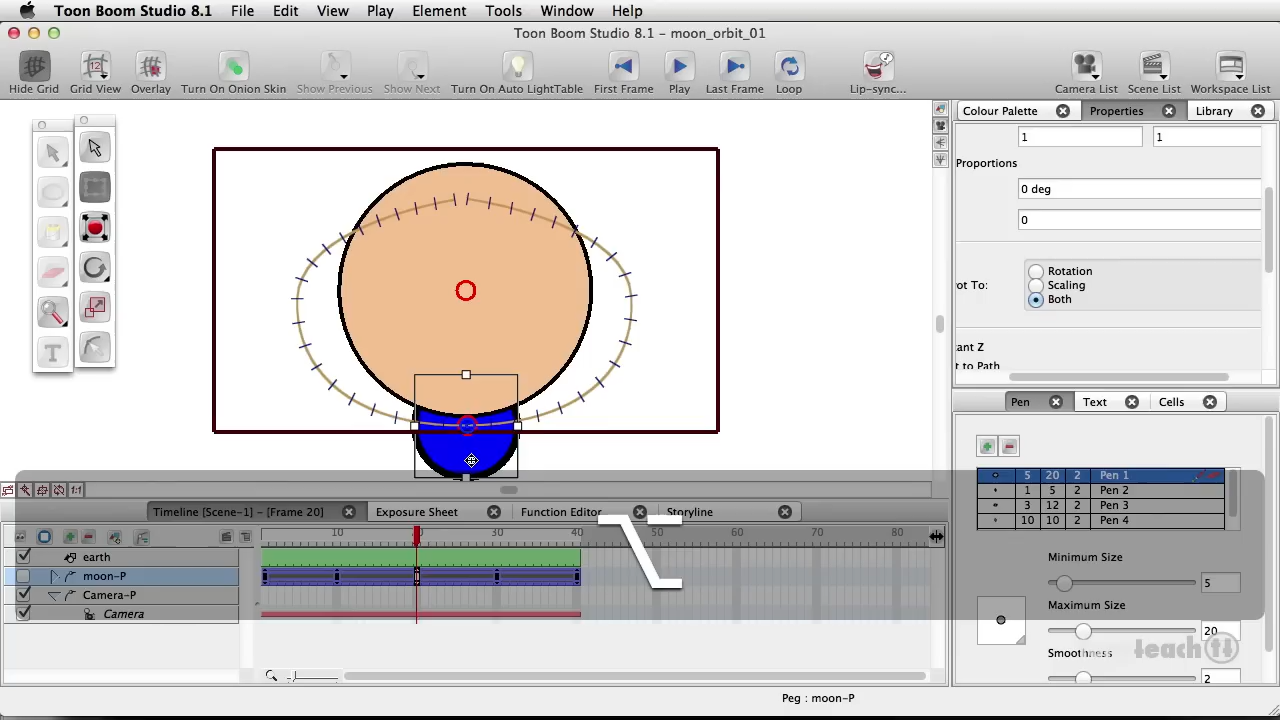 Toon Boom Studio 8.1 File Edit View Play Element Tools Window Help
Toon Boom Studio 8.1 - moon_orbit_01
Hide Grid Grid View Overlay Turn On Onion Skin Show Previous Show Next Turn On Auto LightTable First Frame Play Last Frame Loop Lip-sync... Camera List Scene List Workspace List
Colour Palette Properties Library
1 1
Proportions
0 deg
0
Rotation
ot To: Scaling
Both
ant Z
t to Path
Pen Text Cells
5 20 2 Pen 1
1 5 2 Pen 2
3 12 2 Pen 3
10 10 2 Pen 4
Minimum Size
5
Maximum Size
20
Smoothness
2
1:1
Timeline [Scene-1] - [Frame 20] Exposure Sheet Function Editor Storyline
10 20 30 40 50 60 70 80
earth
moon-P
Camera-P
Camera
T
⌥
teach
Peg : moon-P